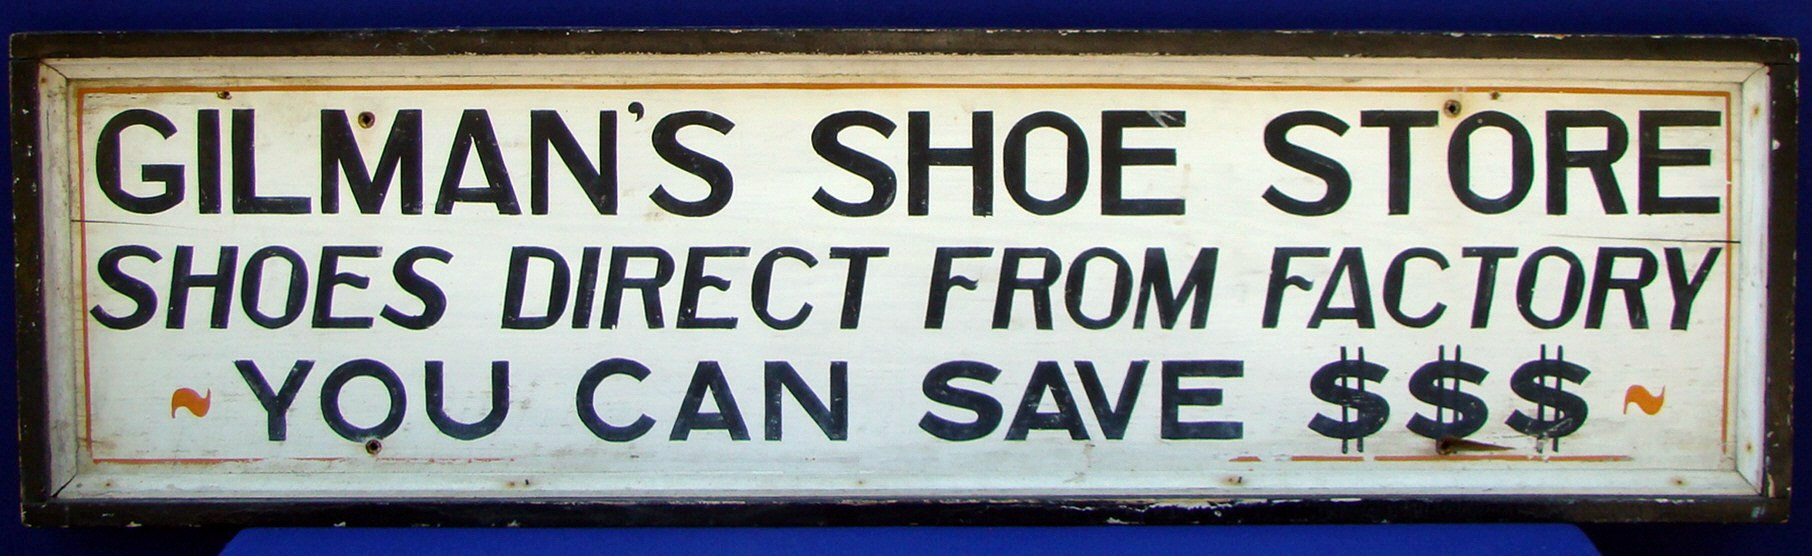 GILMAN'S SHOE STORE
SHOES DIRECT FROM FACTORY
~ YOU CAN SAVE $$$ ~